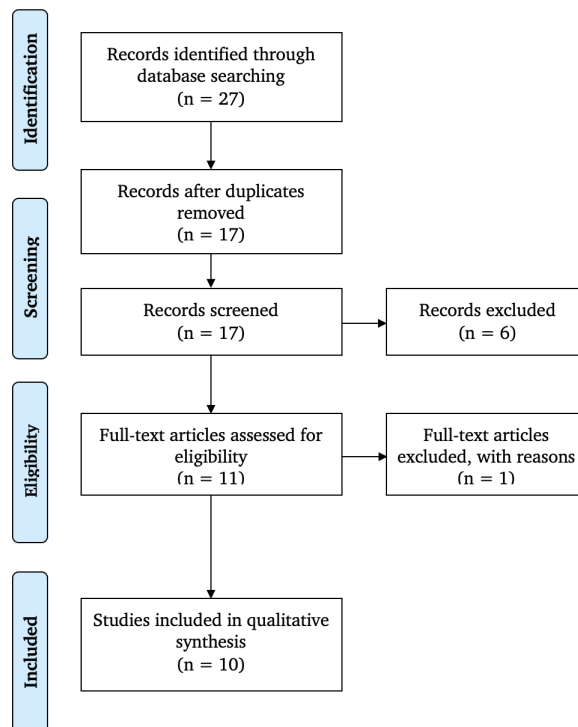 Identification
Records identified through
database searching
(n = 27)
Records after duplicates
removed
(n = 17)
Screening
Records screened
(n = 17)
Records excluded
(n = 6)
Eligibility
Full-text articles assessed for
eligibility
(n = 11)
Full-text articles
excluded, with reasons
(n = 1)
Included
Studies included in qualitative
synthesis
(n = 10)